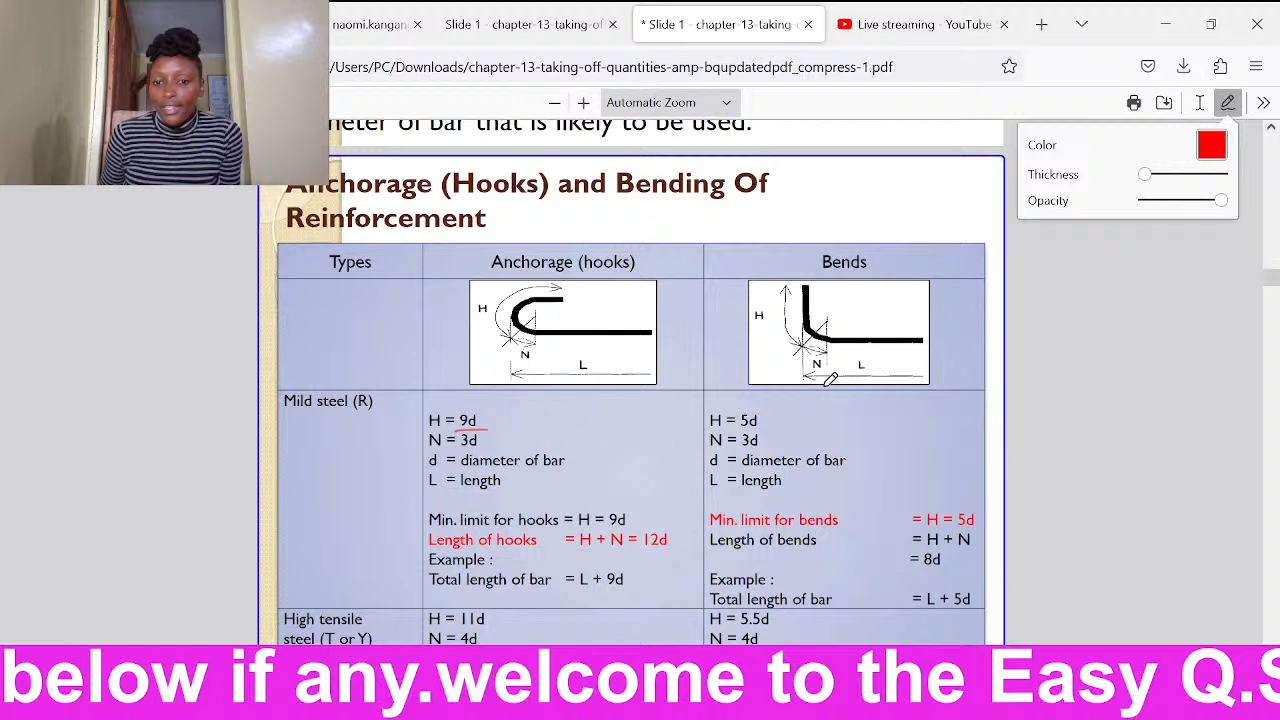 naomi.kangan
Slide 1 - chapter-13-taking-of
* Slide 1 - chapter-13-taking-
Live streaming - YouTube
/Users/PC/Downloads/chapter-13-taking-off-quantities-amp-bqupdatedpdf_compress-1.pdf
Automatic Zoom
Color
Thickness
Opacity
meter of bar that is likely to be used.
Anchorage (Hooks) and Bending Of
Reinforcement
Types Anchorage (hooks) Bends
H N L
H N L
Mild steel (R)
H = 9d
N = 3d
d = diameter of bar
L = length
Min. limit for hooks = H = 9d
Length of hooks = H + N = 12d
Example :
Total length of bar = L + 9d
H = 5d
N = 3d
d = diameter of bar
L = length
Min. limit for bends = H = 5d
Length of bends = H + N
= 8d
Example :
Total length of bar = L + 5d
High tensile
steel (T or Y)
H = 11d
N = 4d
H = 5.5d
N = 4d
below if any.welcome to the Easy Q.S